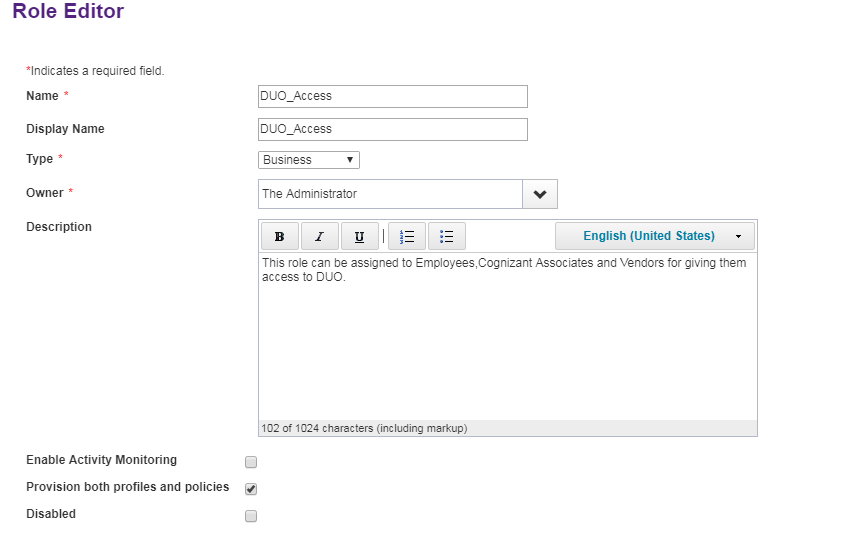 Role Editor
*Indicates a required field.
Name *
DUO_Access
Display Name
DUO_Access
Type *
Business
Owner *
The Administrator
Description
B I U English (United States)
This role can be assigned to Employees,Cognizant Associates and Vendors for giving them
access to DUO.
102 of 1024 characters (including markup)
Enable Activity Monitoring
Provision both profiles and policies
Disabled